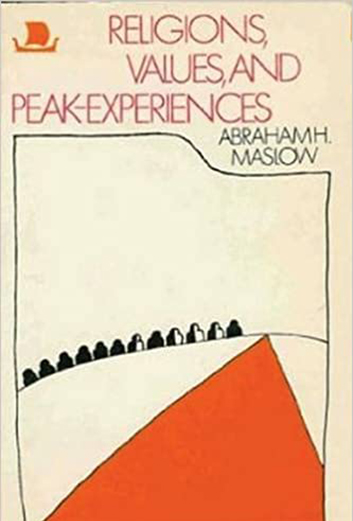 RELIGIONS,
VALUES, AND
PEAK-EXPERIENCES
ABRAHAM H.
MASLOW